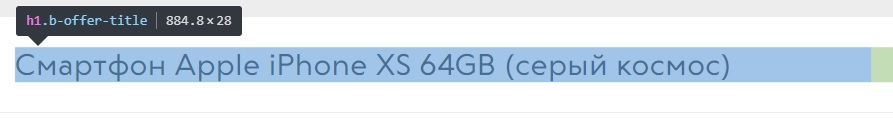 h1.b-offer-title 884.8×28
Смартфон Apple iPhone XS 64GB (серый космос)